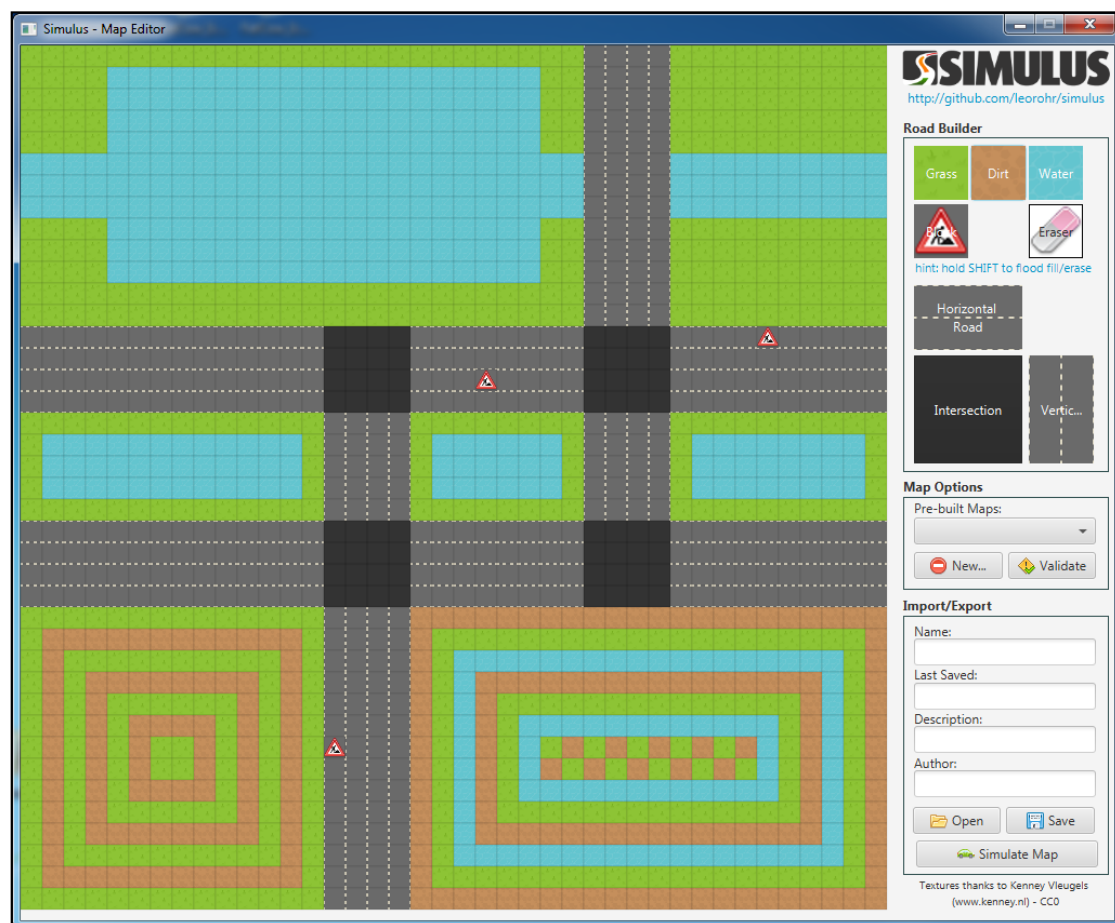 Simulus - Map Editor
SIMULUS
http://github.com/leorohr/simulus
Road Builder
Grass
Dirt
Water
Block
Eraser
hint: hold SHIFT to flood fill/erase
Horizontal
Road
Intersection
Vertic...
Map Options
Pre-built Maps:
New...
Validate
Import/Export
Name:
Last Saved:
Description:
Author:
Open
Save
Simulate Map
Textures thanks to Kenney Vleugels
(www.kenney.nl) - CC0